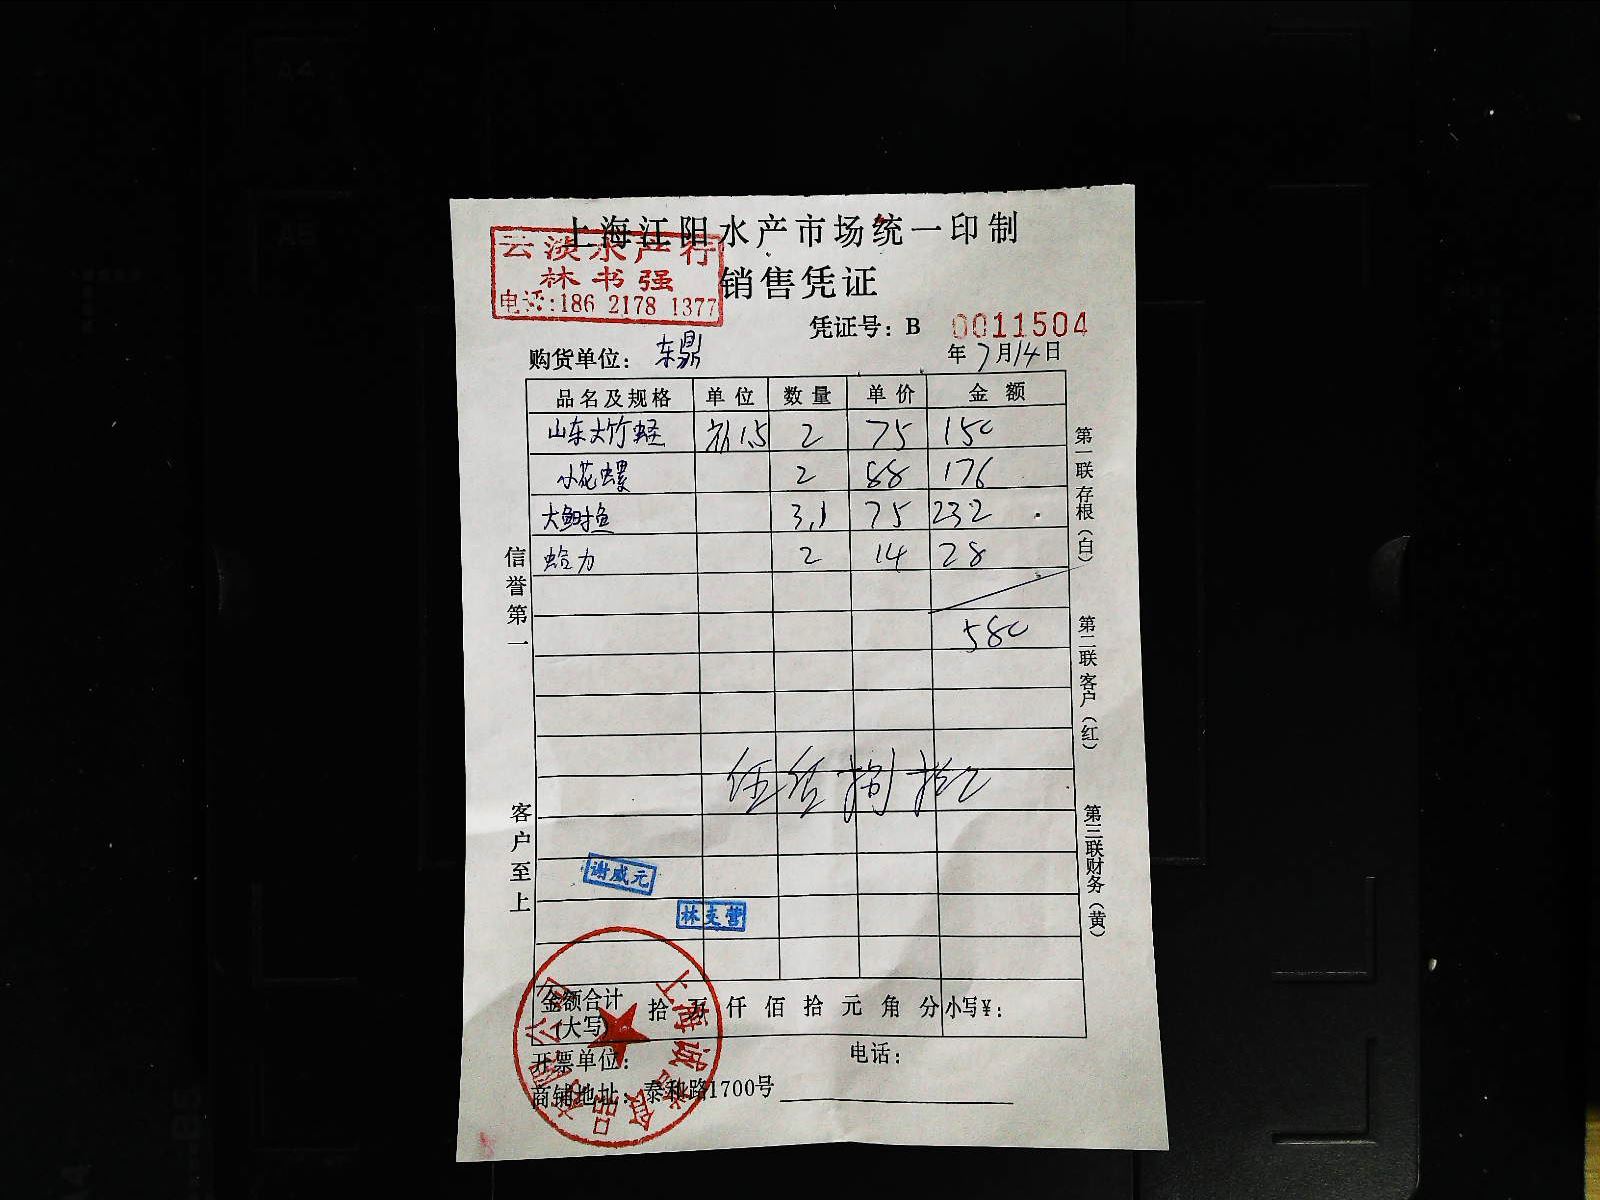 上海江阳水产市场统一印制
云淡水产行
林书强
电话:186 2178 1377
销售凭证
凭证号: B 0011504
购货单位: 东鼎
年 7月14日
品名及规格 单位 数量 单价 金额
山东大竹蛏 1.5 2 75 150
小花螺 2 88 176
大鲳鱼 3.1 75 232
蛤力 2 14 28
580
伍佰捌拾元
信誉第一
客户至上
第一联存根(白)
第二联客户(红)
第三联财务(黄)
谢威元
林支营
金额合计(大写) 拾 万 仟 佰 拾 元 角 分 小写¥:
开票单位: 电话:
商铺地址: 泰和路1700号